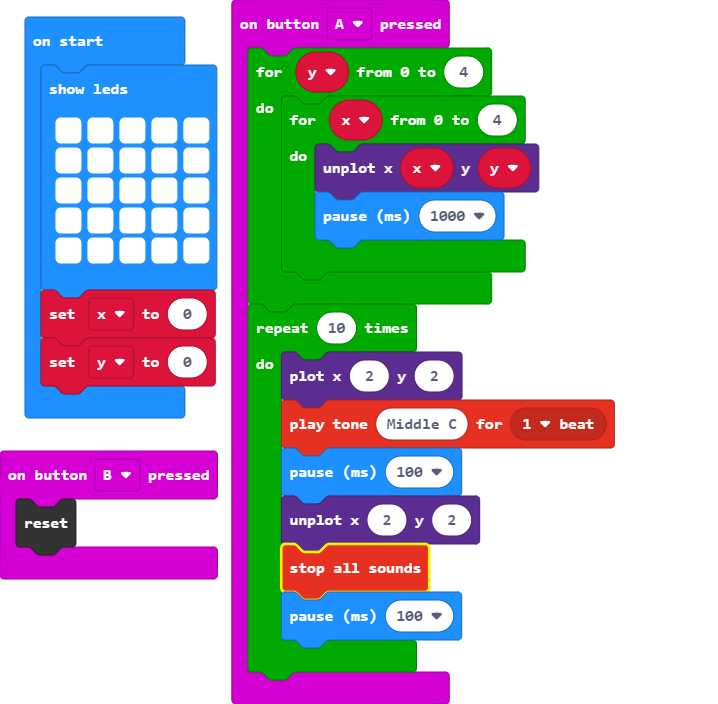 on start
show leds
set x to 0
set y to 0
on button B pressed
reset
on button A pressed
for y from 0 to 4
do
for x from 0 to 4
do
unplot x x y y
pause (ms) 1000
repeat 10 times
do
plot x 2 y 2
play tone Middle C for 1 beat
pause (ms) 100
unplot x 2 y 2
stop all sounds
pause (ms) 100